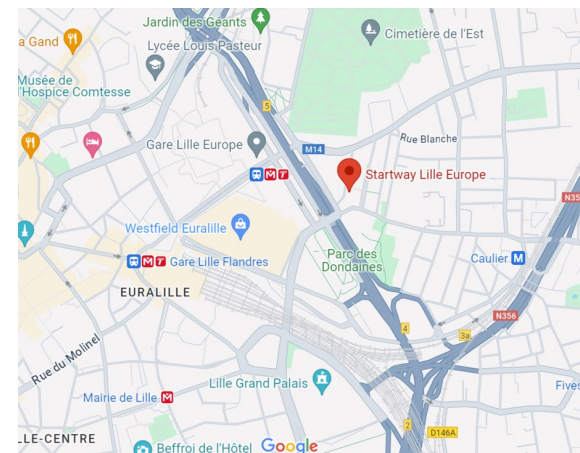 Jardin des Géants
a Gand
Cimetière de l'Est
Lycée Louis Pasteur
Musée de
l'Hospice Comtesse
5
Rue Blanche
Gare Lille Europe
M14
M T
Startway Lille Europe
N35
Westfield Euralille
Parc des
Dondaines
Caulier M
M T Gare Lille Flandres
EURALILLE
N356
4
3a
Rue du Molinel
Lille Grand Palais
Fives
Mairie de Lille M
2
D146A
LLE-CENTRE
Beffroi de l'Hôtel
Google